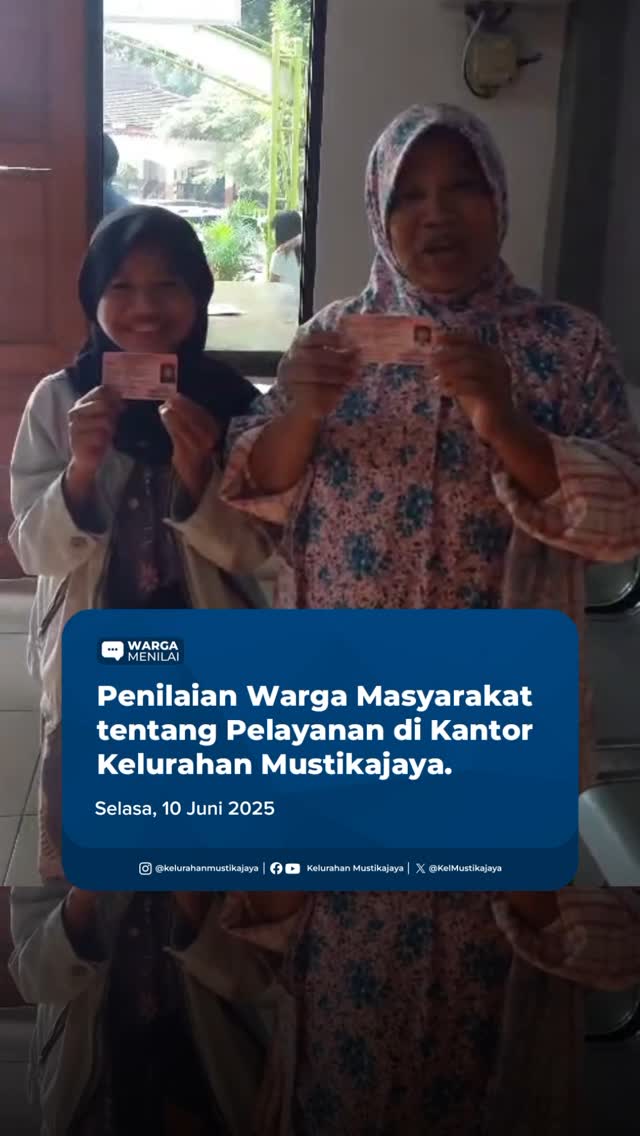 WARGA
MENILAI
Penilaian Warga Masyarakat
tentang Pelayanan di Kantor
Kelurahan Mustikajaya.
Selasa, 10 Juni 2025
@kelurahanmustikajaya | Kelurahan Mustikajaya | X @KelMustikajaya